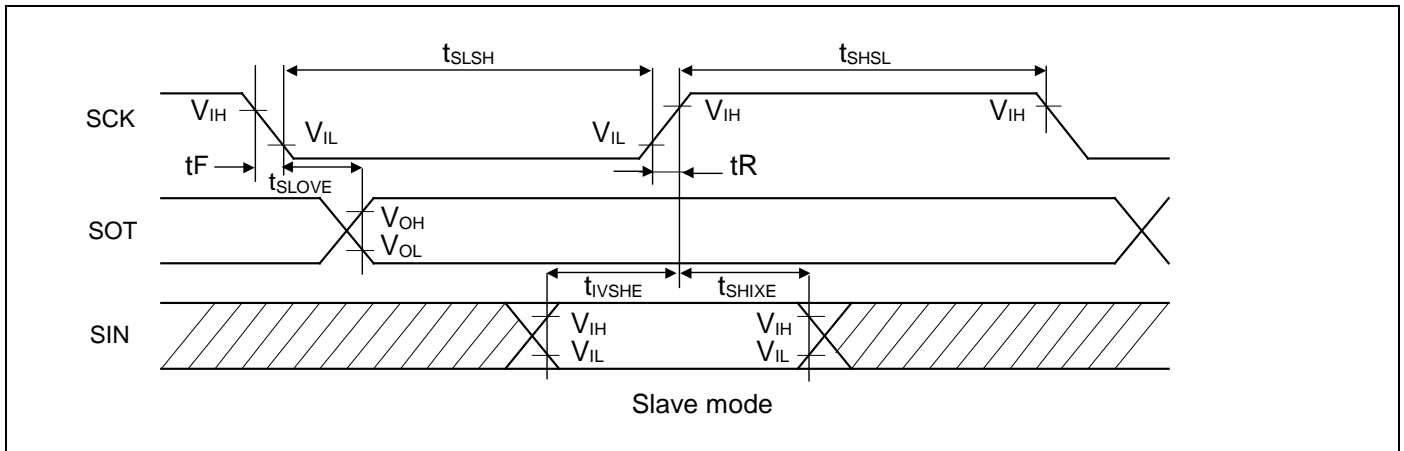 tSLSH
tSHSL
SCK
VIH
VIL
VIL
VIH
VIH
tF
tSLOVE
tR
SOT
VOH
VOL
tIVSHE
tSHIXE
SIN
VIH
VIL
VIH
VIL
Slave mode